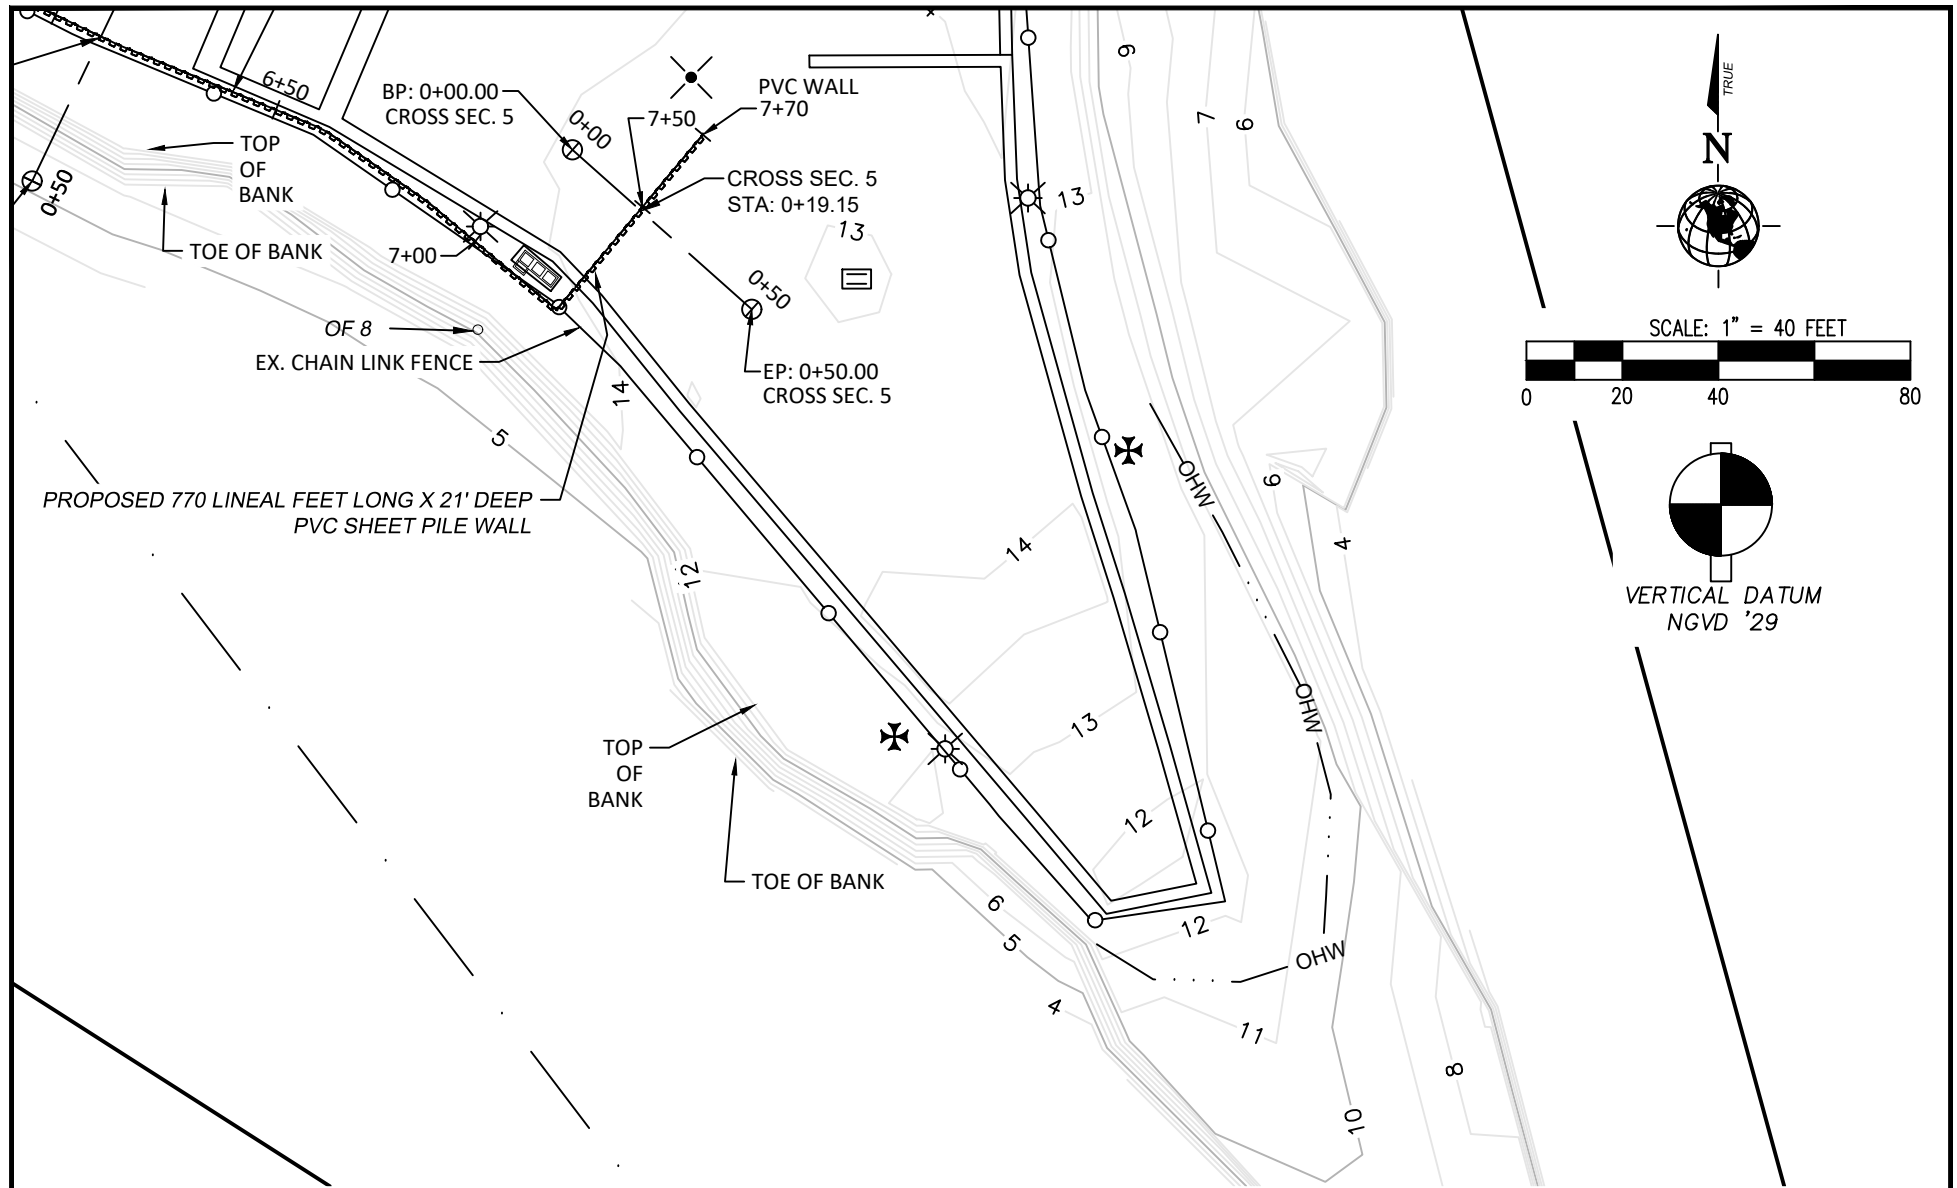 6+50
BP: 0+00.00
CROSS SEC. 5
0+00
7+50
PVC WALL
7+70
9
7
6
TRUE
N
TOP
OF
BANK
0+50
CROSS SEC. 5
STA: 0+19.15
13
13
TOE OF BANK
7+00
0+50
OF 8
EX. CHAIN LINK FENCE
EP: 0+50.00
CROSS SEC. 5
SCALE: 1" = 40 FEET
0 20 40 80
14
5
PROPOSED 770 LINEAL FEET LONG X 21' DEEP
PVC SHEET PILE WALL
OHW
6
4
14
12
VERTICAL DATUM
NGVD '29
OHW
13
TOP
OF
BANK
12
TOE OF BANK
6
5
12
OHW
4
11
8
10